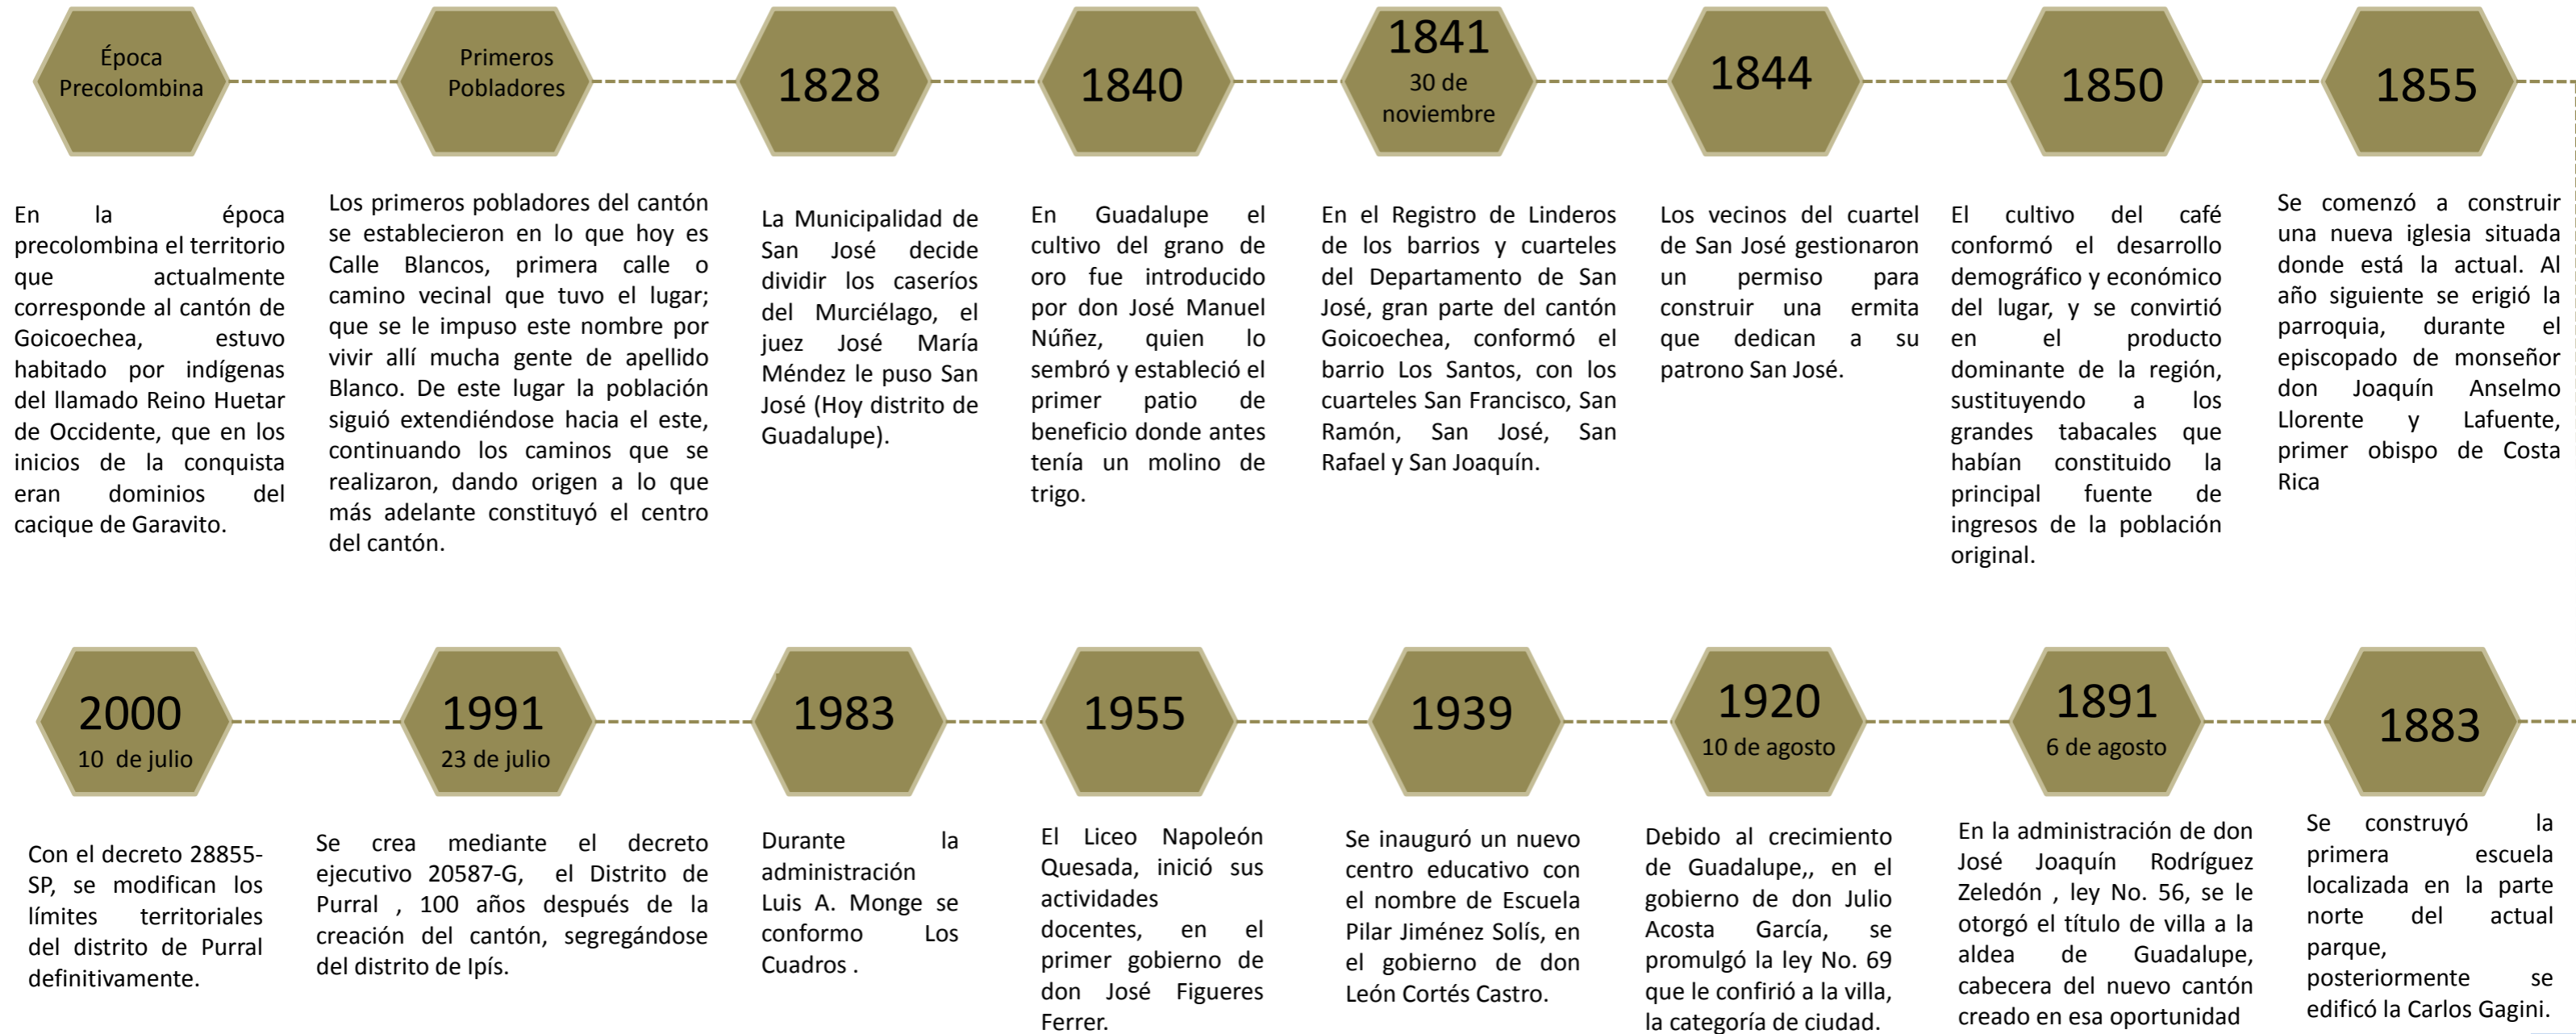 Época
Precolombina
Primeros
Pobladores
1828
1840
1841
30 de
noviembre
1844
1850
1855
En la época
precolombina el territorio
que actualmente
corresponde al cantón de
Goicoechea, estuvo
habitado por indígenas
del llamado Reino Huetar
de Occidente, que en los
inicios de la conquista
eran dominios del
cacique de Garavito.
Los primeros pobladores del cantón
se establecieron en lo que hoy es
Calle Blancos, primera calle o
camino vecinal que tuvo el lugar;
que se le impuso este nombre por
vivir allí mucha gente de apellido
Blanco. De este lugar la población
siguió extendiéndose hacia el este,
continuando los caminos que se
realizaron, dando origen a lo que
más adelante constituyó el centro
del cantón.
La Municipalidad de
San José decide
dividir los caseríos
del Murciélago, el
juez José María
Méndez le puso San
José (Hoy distrito de
Guadalupe).
En Guadalupe el
cultivo del grano de
oro fue introducido
por don José Manuel
Núñez, quien lo
sembró y estableció el
primer patio de
beneficio donde antes
tenía un molino de
trigo.
En el Registro de Linderos
de los barrios y cuarteles
del Departamento de San
José, gran parte del cantón
Goicoechea, conformó el
barrio Los Santos, con los
cuarteles San Francisco, San
Ramón, San José, San
Rafael y San Joaquín.
Los vecinos del cuartel
de San José gestionaron
un permiso para
construir una ermita
que dedican a su
patrono San José.
El cultivo del café
conformó el desarrollo
demográfico y económico
del lugar, y se convirtió
en el producto
dominante de la región,
sustituyendo a los
grandes tabacales que
habían constituido la
principal fuente de
ingresos de la población
original.
Se comenzó a construir
una nueva iglesia situada
donde está la actual. Al
año siguiente se erigió la
parroquia, durante el
episcopado de monseñor
don Joaquín Anselmo
Llorente y Lafuente,
primer obispo de Costa
Rica
2000
10 de julio
1991
23 de julio
1983
1955
1939
1920
10 de agosto
1891
6 de agosto
1883
Con el decreto 28855-
SP, se modifican los
límites territoriales
del distrito de Purral
definitivamente.
Se crea mediante el decreto
ejecutivo 20587-G, el Distrito de
Purral , 100 años después de la
creación del cantón, segregándose
del distrito de Ipís.
Durante la
administración
Luis A. Monge se
conformo Los
Cuadros .
El Liceo Napoleón
Quesada, inició sus
actividades
docentes, en el
primer gobierno de
don José Figueres
Ferrer.
Se inauguró un nuevo
centro educativo con
el nombre de Escuela
Pilar Jiménez Solís, en
el gobierno de don
León Cortés Castro.
Debido al crecimiento
de Guadalupe,, en el
gobierno de don Julio
Acosta García, se
promulgó la ley No. 69
que le confirió a la villa,
la categoría de ciudad.
En la administración de don
José Joaquín Rodríguez
Zeledón , ley No. 56, se le
otorgó el título de villa a la
aldea de Guadalupe,
cabecera del nuevo cantón
creado en esa oportunidad
Se construyó la
primera escuela
localizada en la parte
norte del actual
parque,
posteriormente se
edificó la Carlos Gagini.